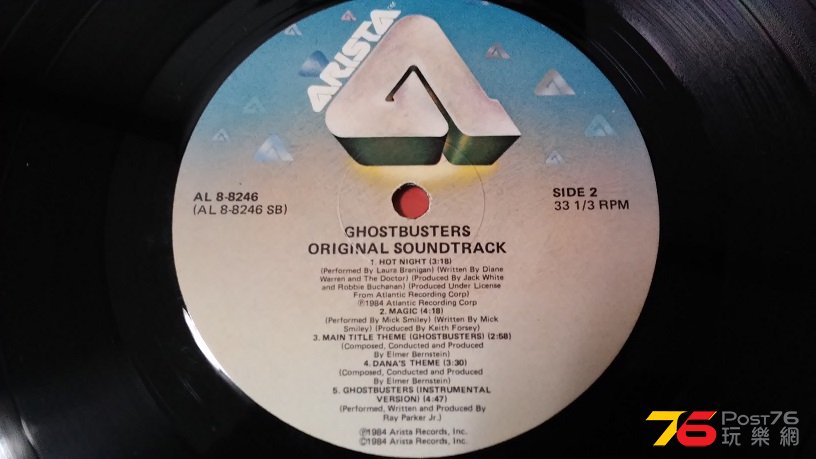 ARISTA™
AL 8-8246
(AL 8-8246 SB)
SIDE 2
33 1/3 RPM
GHOSTBUSTERS
ORIGINAL SOUNDTRACK
1. HOT NIGHT (3:18)
(Performed By Laura Branigan) (Written By Diane
Warren and The Doctor) (Produced By Jack White
and Robbie Buchanan) (Produced Under License
From Atlantic Recording Corp)
℗1984 Atlantic Recording Corp
2. MAGIC (4:18)
(Performed By Mick Smiley) (Written By Mick
Smiley) (Produced By Keith Forsey)
3. MAIN TITLE THEME (GHOSTBUSTERS) (2:58)
(Composed, Conducted and Produced
By Elmer Bernstein)
4. DANA'S THEME (3:30)
(Composed, Conducted and Produced
By Elmer Bernstein)
5. GHOSTBUSTERS (INSTRUMENTAL
VERSION) (4:47)
(Performed, Written and Produced By
Ray Parker Jr.)
℗1984 Arista Records, Inc.
©1984 Arista Records, Inc.
76 Post76
玩樂網